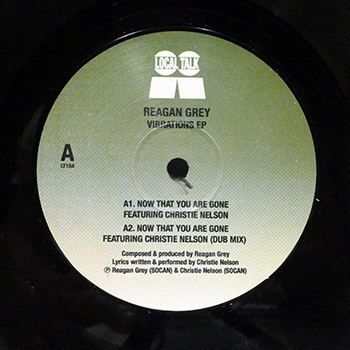 LOCAL TALK
REAGAN GREY
VIBRATIONS EP
A
LT154
A1. NOW THAT YOU ARE GONE
FEATURING CHRISTIE NELSON
A2. NOW THAT YOU ARE GONE
FEATURING CHRISTIE NELSON (DUB MIX)
Composed & produced by Reagan Grey
Lyrics written & performed by Christie Nelson
℗ Reagan Grey (SOCAN) & Christie Nelson (SOCAN)